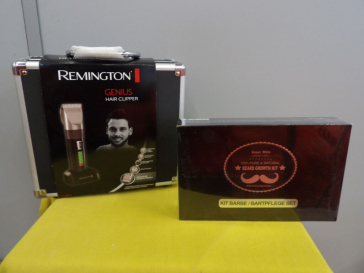 REMINGTON
GENIUS
HAIR CLIPPER
BEARD GROWTH KIT
KIT BARBE / BARTPFLEGE SET